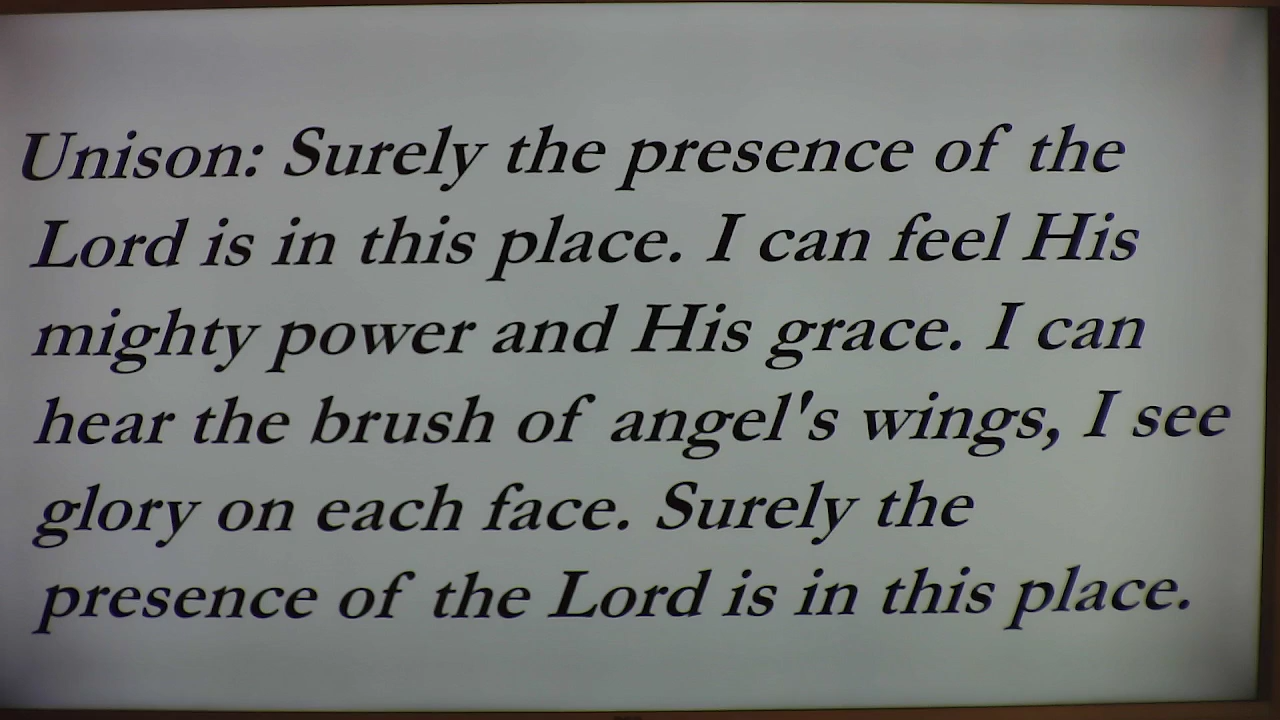 Unison: Surely the presence of the
Lord is in this place. I can feel His
mighty power and His grace. I can
hear the brush of angel's wings, I see
glory on each face. Surely the
presence of the Lord is in this place.